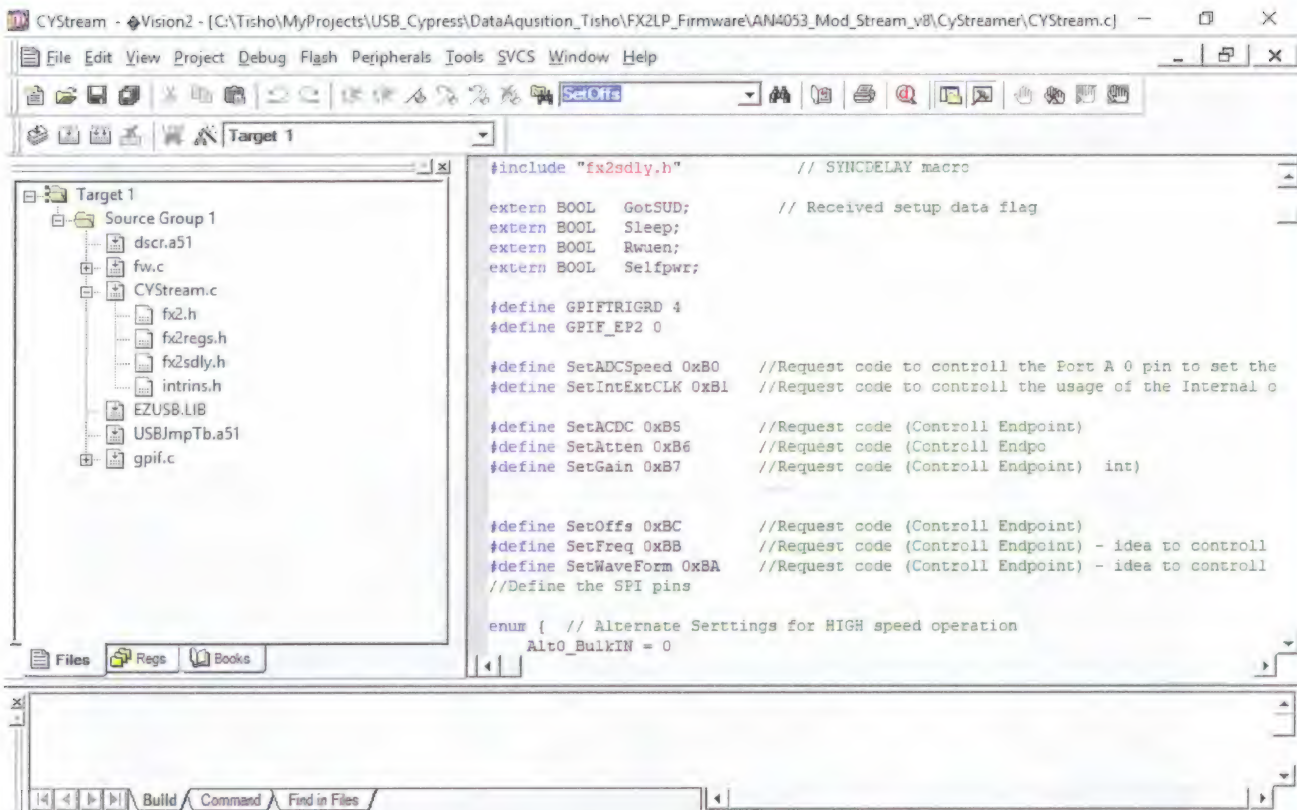 CYStream - µVision2 - [C:\Tisho\MyProjects\USB_Cypress\DataAqusition_Tisho\FX2LP_Firmware\AN4053_Mod_Stream_v8\CyStreamer\CYStream.c]
File Edit View Project Debug Flash Peripherals Tools SVCS Window Help
SetOffs
Target 1
Target 1
Source Group 1
dscr.a51
fw.c
CYStream.c
fx2.h
fx2regs.h
fx2sdly.h
intrins.h
EZUSB.LIB
USBJmpTb.a51
gpif.c
Files Regs Books
#include "fx2sdly.h" // SYNCDELAY macro
extern BOOL GotSUD; // Received setup data flag
extern BOOL Sleep;
extern BOOL Rwuen;
extern BOOL Selfpwr;
#define GPIFTRIGRD 4
#define GPIF_EP2 0
#define SetADCSpeed 0xB0 //Request code to controll the Port A 0 pin to set the
#define SetIntExtCLK 0xB1 //Request code to controll the usage of the Internal o
#define SetACDC 0xB5 //Request code (Controll Endpoint)
#define SetAtten 0xB6 //Request code (Controll Endpo
#define SetGain 0xB7 //Request code (Controll Endpoint) int)
#define SetOffs 0xBC //Request code (Controll Endpoint)
#define SetFreq 0xBB //Request code (Controll Endpoint) - idea to controll
#define SetWaveForm 0xBA //Request code (Controll Endpoint) - idea to controll
//Define the SPI pins
enum { // Alternate Serttings for HIGH speed operation
Alt0_BulkIN = 0
Build Command Find in Files